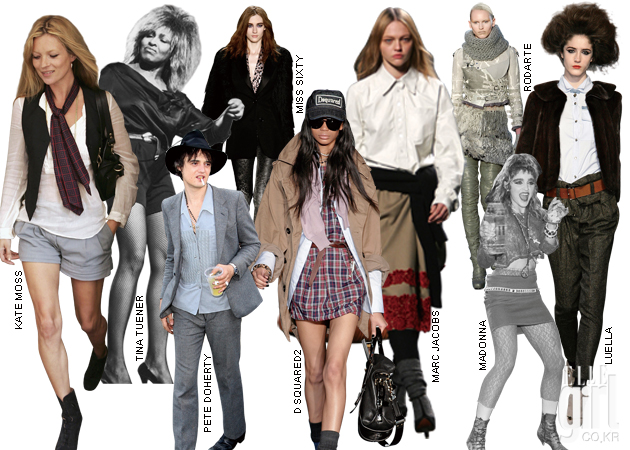 KATE MOSS
TINA TUENER
PETE DOHERTY
MISS SIXTY
D SQUARED2
Dsquared
MARC JACOBS
RODARTE
MADONNA
LUELLA
ELLE
girl
CO,KR